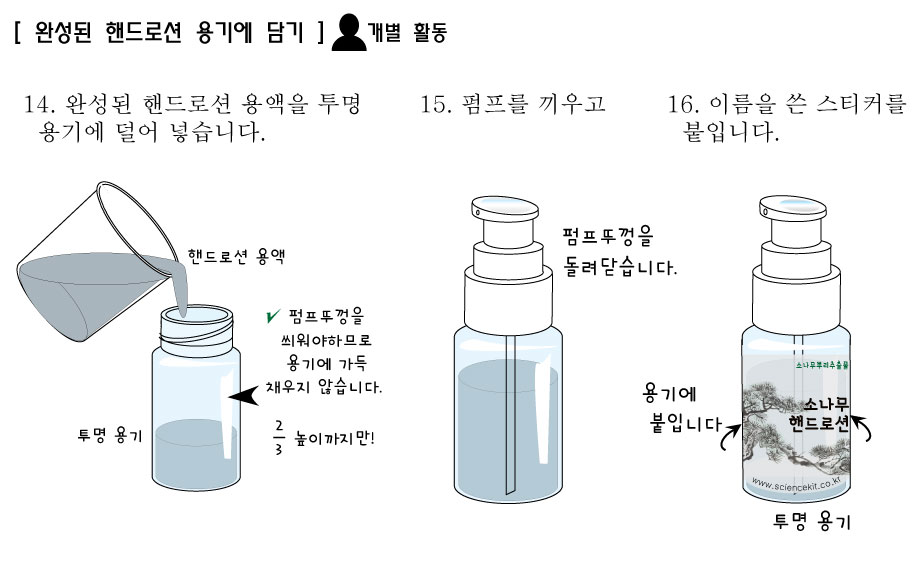 [ 완성된 핸드로션 용기에 담기 ] 개별 활동
14. 완성된 핸드로션 용액을 투명
용기에 덜어 넣습니다.
핸드로션 용액
✓ 펌프뚜껑을
씌워야하므로
용기에 가득
채우지 않습니다.
2/3 높이까지만!
투명 용기
15. 펌프를 끼우고
펌프뚜껑을
돌려닫습니다.
16. 이름을 쓴 스티커를
붙입니다.
용기에
붙입니다
소나무뿌리추출물
소나무
핸드로션
www.sciencekit.co.kr
투명 용기